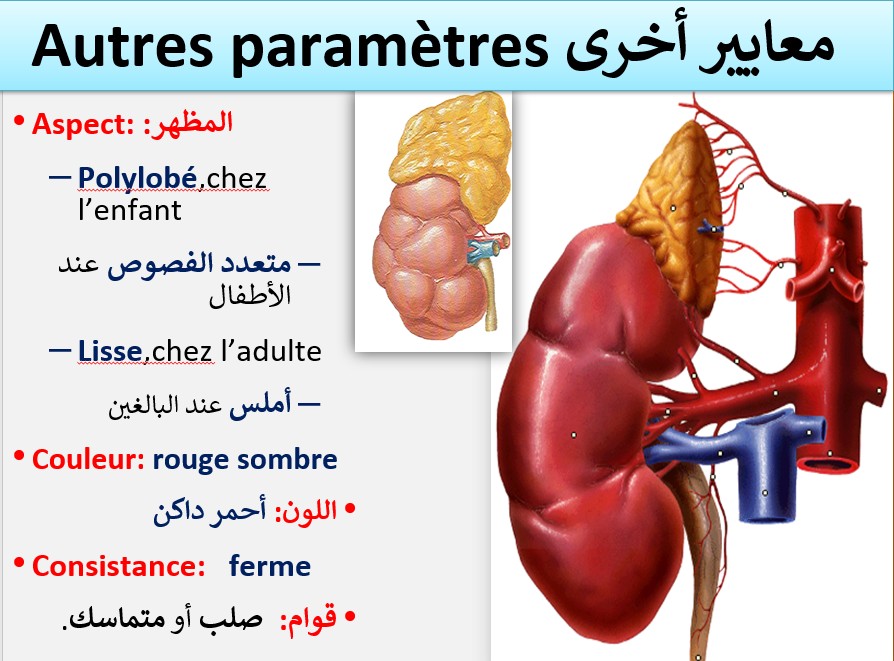 Autres paramètres معايير أخرى
• Aspect: المظهر:
– Polylobé,chez
l’enfant
– متعدد الفصوص عند
الأطفال
– Lisse,chez l’adulte
– أملس عند البالغين
• Couleur: rouge sombre
• اللون: أحمر داكن
• Consistance: ferme
• قوام: صلب أو متماسك.